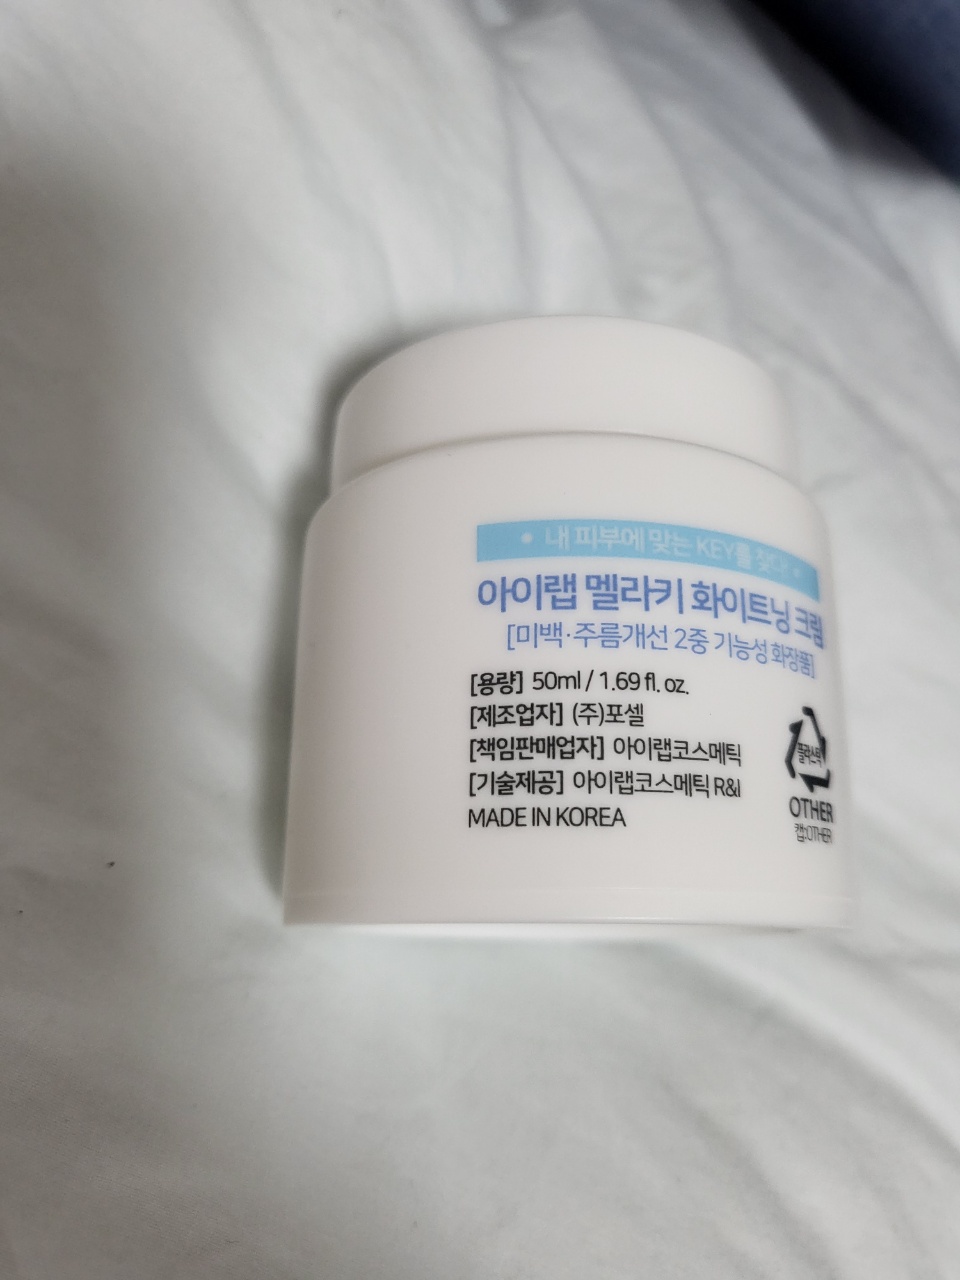 • 내 피부에 맞는 KEY를 찾다! •
아이랩 멜라키 화이트닝 크림
[미백·주름개선 2중 기능성 화장품]
[용량] 50ml / 1.69 fl. oz.
[제조업자] (주)포셀
[책임판매업자] 아이랩코스메틱
[기술제공] 아이랩코스메틱 R&I
MADE IN KOREA
플라스틱
OTHER
캡:OTHER